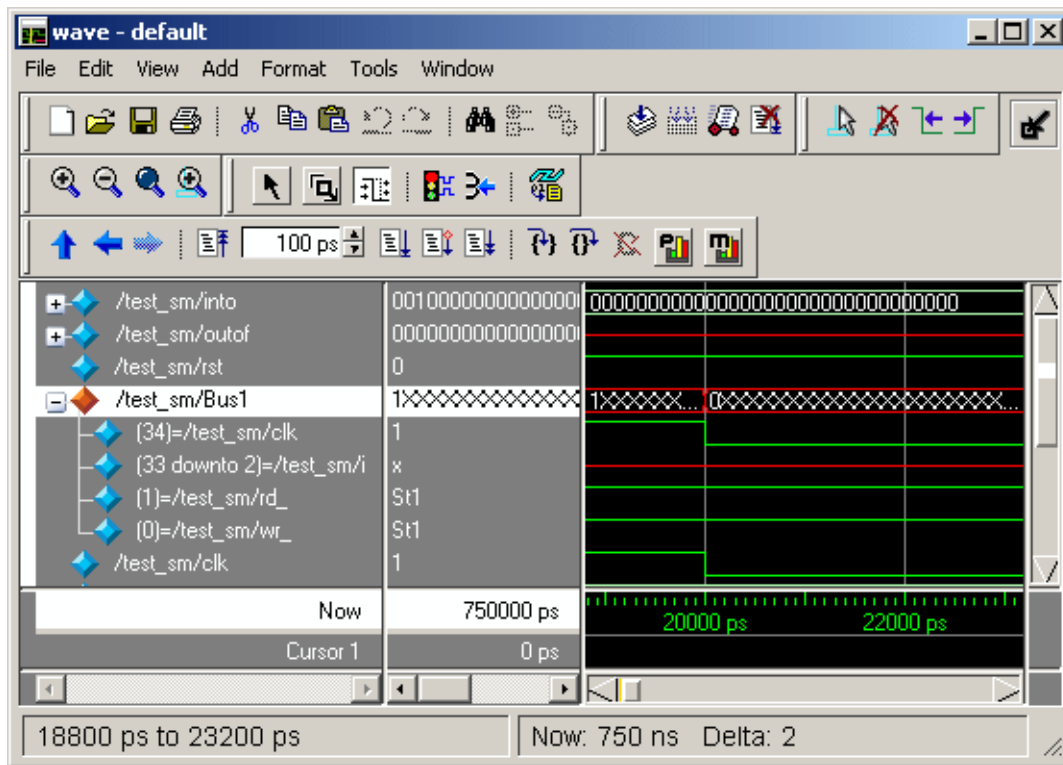 wave - default
File Edit View Add Format Tools Window
100 ps
/test_sm/into 0010000000000000 00000000000000000000000000000000
/test_sm/outof 0000000000000000
/test_sm/rst 0
/test_sm/Bus1 1XXXXXXXXXXXXX 1XXXXXX... 0XXXXXXXXXXXXXXXXXXXXX...
(34)=/test_sm/clk 1
(33 downto 2)=/test_sm/i x
(1)=/test_sm/rd_ St1
(0)=/test_sm/wr_ St1
/test_sm/clk 1
Now 750000 ps 20000 ps 22000 ps
Cursor 1 0 ps
18800 ps to 23200 ps Now: 750 ns Delta: 2